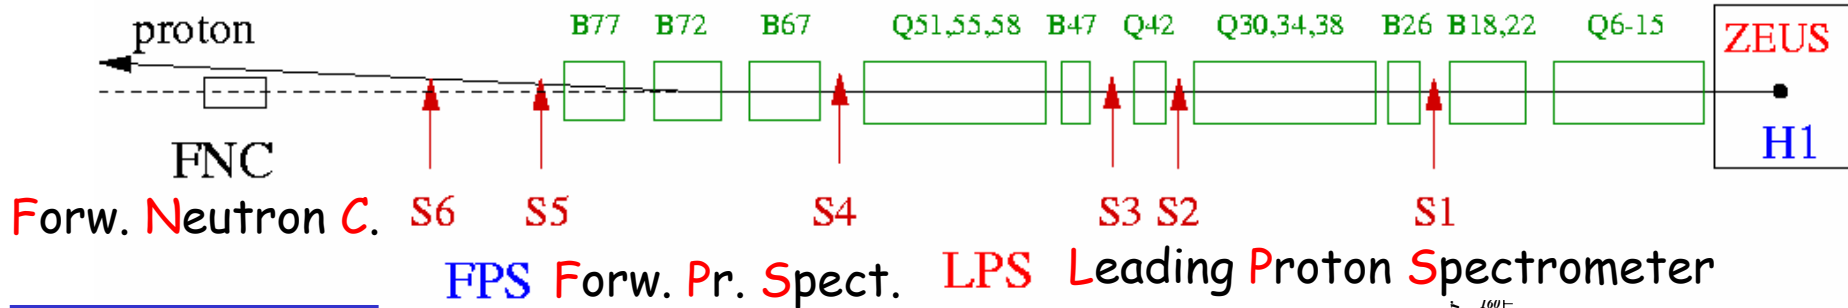 proton B77 B72 B67 Q51,55,58 B47 Q42 Q30,34,38 B26 B18,22 Q6-15 ZEUS
FNC H1
Forw. Neutron C. S6 S5 S4 S3 S2 S1
FPS Forw. Pr. Spect. LPS Leading Proton Spectrometer